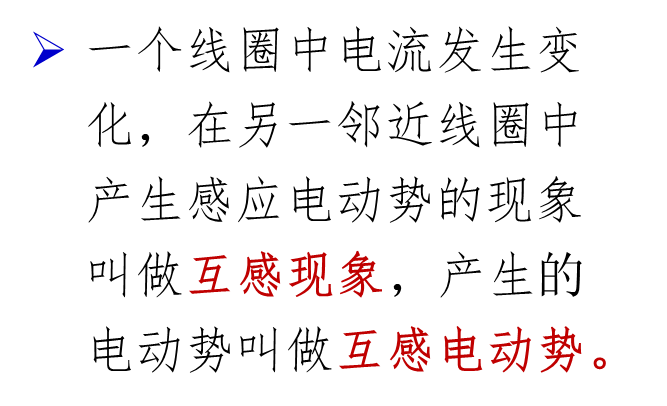 一个线圈中电流发生变
化，在另一邻近线圈中
产生感应电动势的现象
叫做互感现象，产生的
电动势叫做互感电动势。